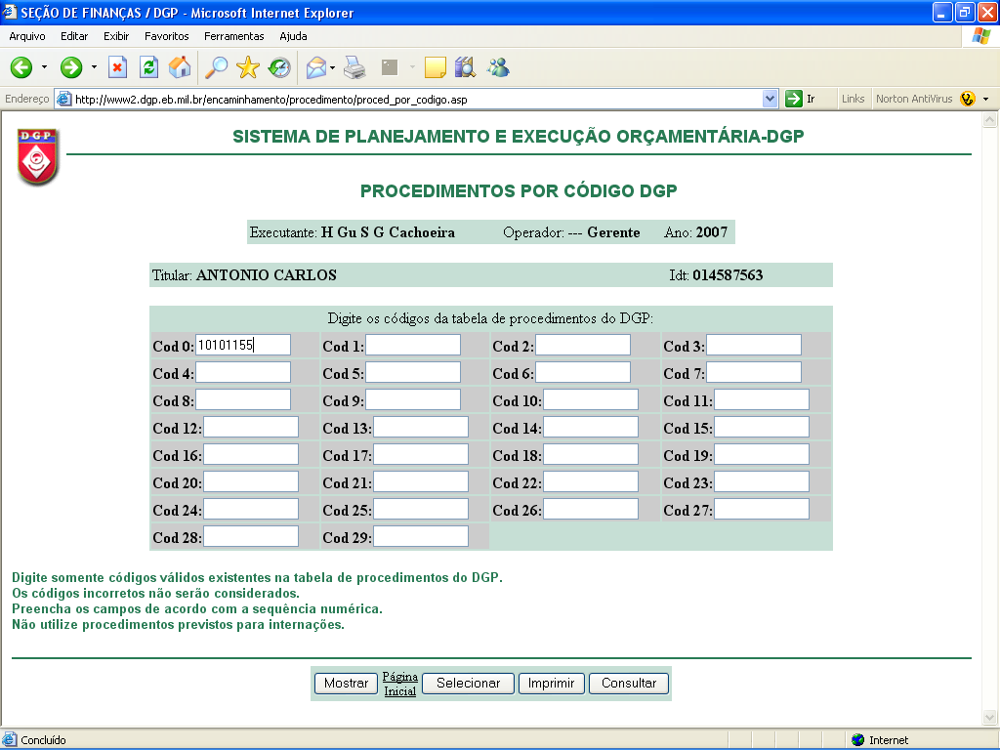 SEÇÃO DE FINANÇAS / DGP - Microsoft Internet Explorer
Arquivo Editar Exibir Favoritos Ferramentas Ajuda
Endereço http://www2.dgp.eb.mil.br/encaminhamento/procedimento/proced_por_codigo.asp Ir Links Norton AntiVirus
DGP
SISTEMA DE PLANEJAMENTO E EXECUÇÃO ORÇAMENTÁRIA-DGP
PROCEDIMENTOS POR CÓDIGO DGP
Executante: H Gu S G Cachoeira Operador: --- Gerente Ano: 2007
Titular: ANTONIO CARLOS Idt: 014587563
Digite os códigos da tabela de procedimentos do DGP:
Cod 0: 10101155 Cod 1: Cod 2: Cod 3:
Cod 4: Cod 5: Cod 6: Cod 7:
Cod 8: Cod 9: Cod 10: Cod 11:
Cod 12: Cod 13: Cod 14: Cod 15:
Cod 16: Cod 17: Cod 18: Cod 19:
Cod 20: Cod 21: Cod 22: Cod 23:
Cod 24: Cod 25: Cod 26: Cod 27:
Cod 28: Cod 29:
Digite somente códigos válidos existentes na tabela de procedimentos do DGP.
Os códigos incorretos não serão considerados.
Preencha os campos de acordo com a sequência numérica.
Não utilize procedimentos previstos para internações.
Mostrar Página Inicial Selecionar Imprimir Consultar
Concluído Internet